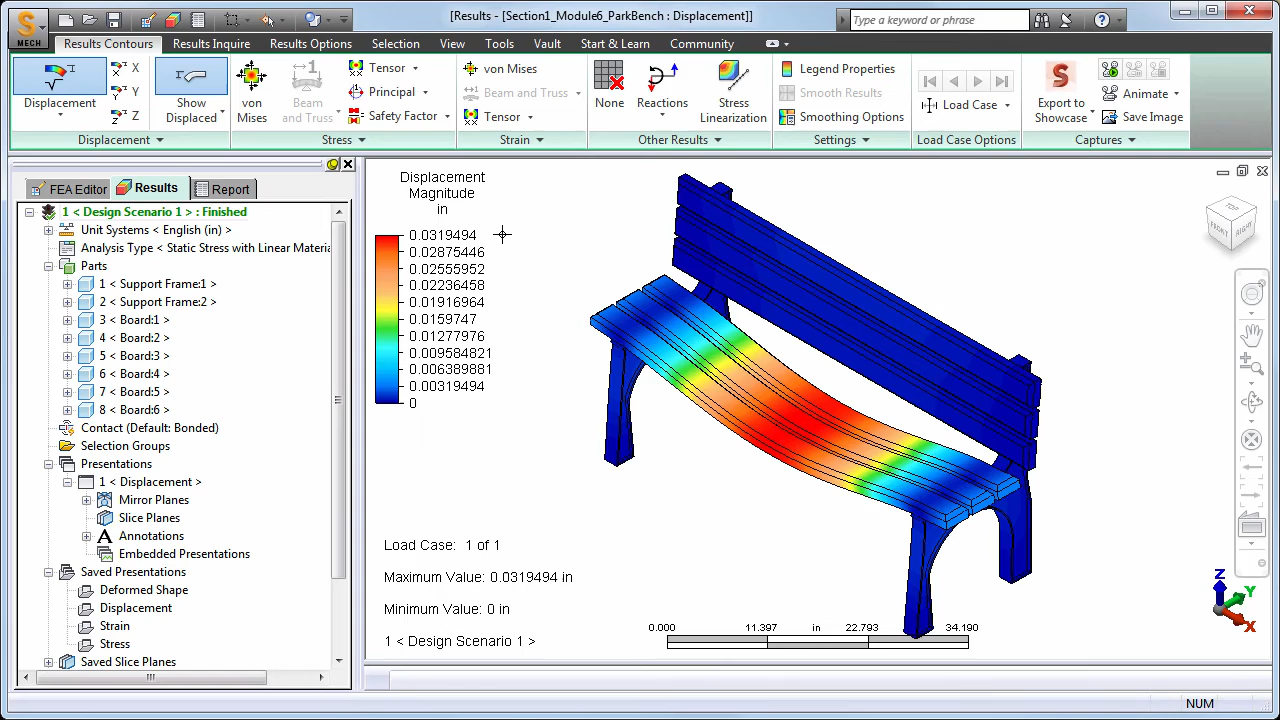 [Results - [Section1_Module6_ParkBench : Displacement]]
Type a keyword or phrase
MECH
Results Contours
Results Inquire
Results Options
Selection
View
Tools
Vault
Start & Learn
Community
Displacement
X
Y
Z
Show Displaced
Displacement
von Mises
Beam and Truss
Tensor
Principal
Safety Factor
Stress
von Mises
Beam and Truss
Tensor
Strain
None
Reactions
Stress Linearization
Other Results
Legend Properties
Smooth Results
Smoothing Options
Settings
Load Case
Load Case Options
Export to Showcase
Animate
Save Image
Captures
FEA Editor
Results
Report
1 < Design Scenario 1 > : Finished
Unit Systems < English (in) >
Analysis Type < Static Stress with Linear Materia
Parts
1 < Support Frame:1 >
2 < Support Frame:2 >
3 < Board:1 >
4 < Board:2 >
5 < Board:3 >
6 < Board:4 >
7 < Board:5 >
8 < Board:6 >
Contact (Default: Bonded)
Selection Groups
Presentations
1 < Displacement >
Mirror Planes
Slice Planes
A Annotations
Embedded Presentations
Saved Presentations
Deformed Shape
Displacement
Strain
Stress
Saved Slice Planes
Displacement
Magnitude
in
0.0319494
0.02875446
0.02555952
0.02236458
0.01916964
0.0159747
0.01277976
0.009584821
0.006389881
0.00319494
0
Load Case: 1 of 1
Maximum Value: 0.0319494 in
Minimum Value: 0 in
1 < Design Scenario 1 >
0.000 11.397 in 22.793 34.190
TOP
FRONT
RIGHT
Z
Y
X
NUM